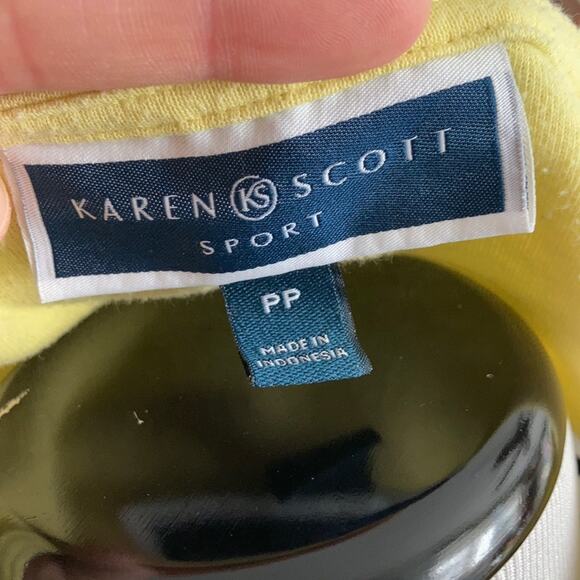 KAREN KS SCOTT
SPORT
PP
MADE IN
INDONESIA